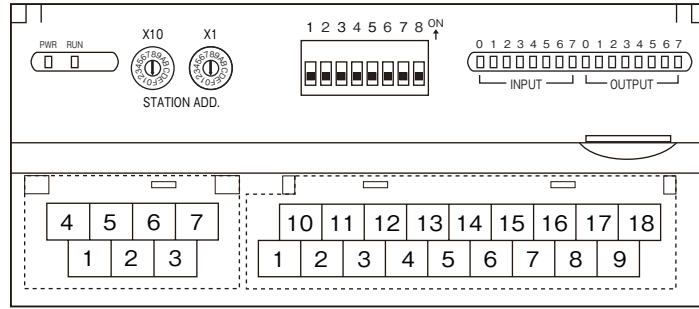 PWR RUN
X10 X1
0123456789ABCDEF 0123456789ABCDEF
STATION ADD.
1 2 3 4 5 6 7 8 ON
0 1 2 3 4 5 6 7 0 1 2 3 4 5 6 7
INPUT OUTPUT
4 5 6 7
1 2 3
10 11 12 13 14 15 16 17 18
1 2 3 4 5 6 7 8 9